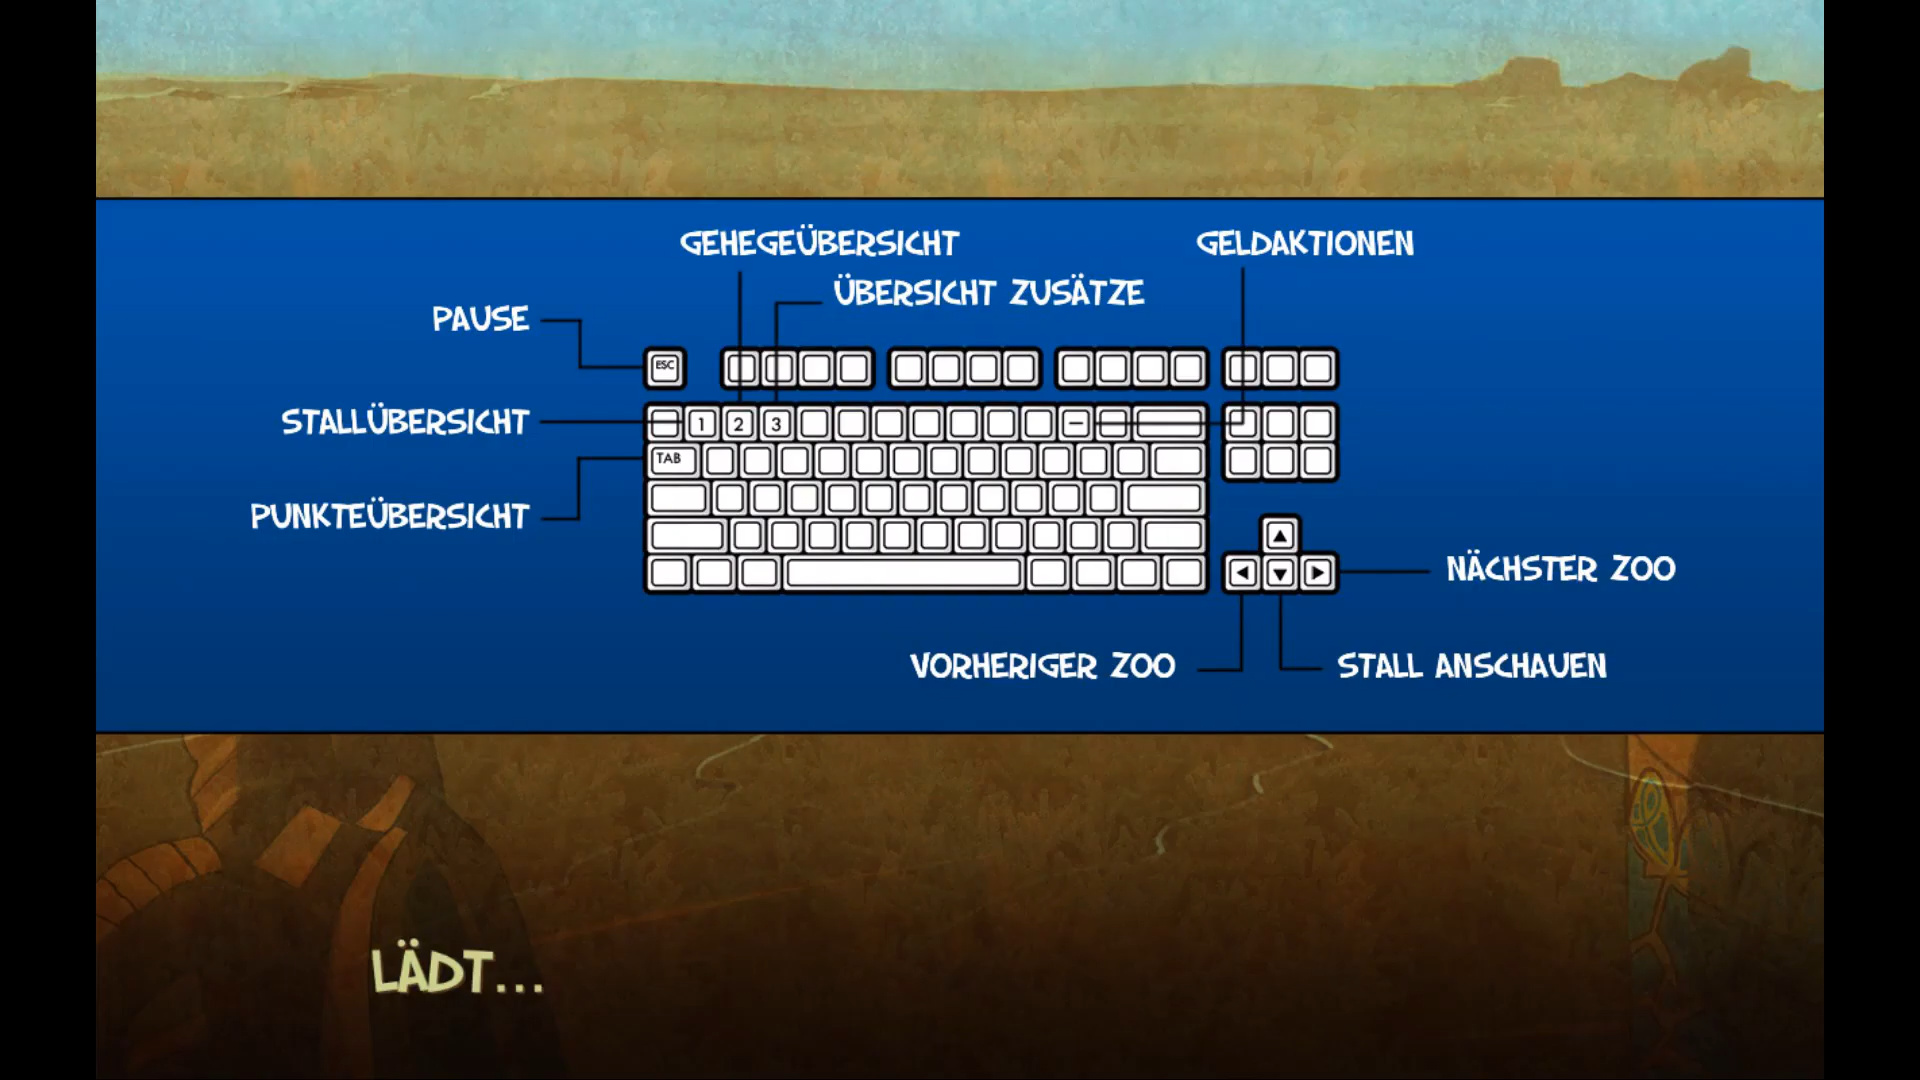 GEHEGEÜBERSICHT
GELDAKTIONEN
ÜBERSICHT ZUSÄTZE
PAUSE
ESC
STALLÜBERSICHT
1 2 3 –
TAB
PUNKTEÜBERSICHT
NÄCHSTER ZOO
VORHERIGER ZOO
STALL ANSCHAUEN
LÄDT...